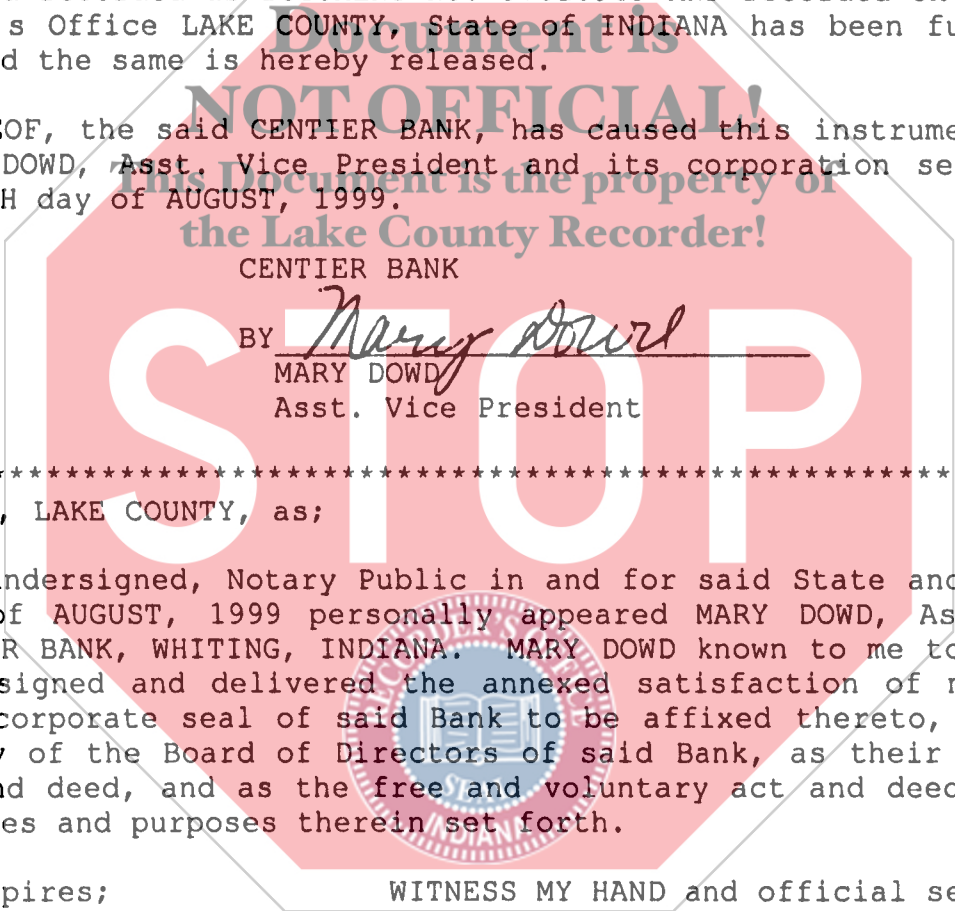 s Office LAKE COUNTY, State of INDIANA has been fu
Document is
d the same is hereby released.
NOT OFFICIAL!
OF, the said CENTIER BANK, has caused this instrume
DOWD, Asst. Vice President and its corporation se
This Document is the property of
H day of AUGUST, 1999.
the Lake County Recorder!
CENTIER BANK
BY Mary Dowd
MARY DOWD
Asst. Vice President
STOP
**************************************************
, LAKE COUNTY, as;
ndersigned, Notary Public in and for said State and
of AUGUST, 1999 personally appeared MARY DOWD, As
R BANK, WHITING, INDIANA. MARY DOWD known to me to
signed and delivered the annexed satisfaction of m
corporate seal of said Bank to be affixed thereto,
y of the Board of Directors of said Bank, as their
nd deed, and as the free and voluntary act and deed
es and purposes therein set forth.
RECORDER'S OFFICE
SEAL
INDIANA
pires; WITNESS MY HAND and official se